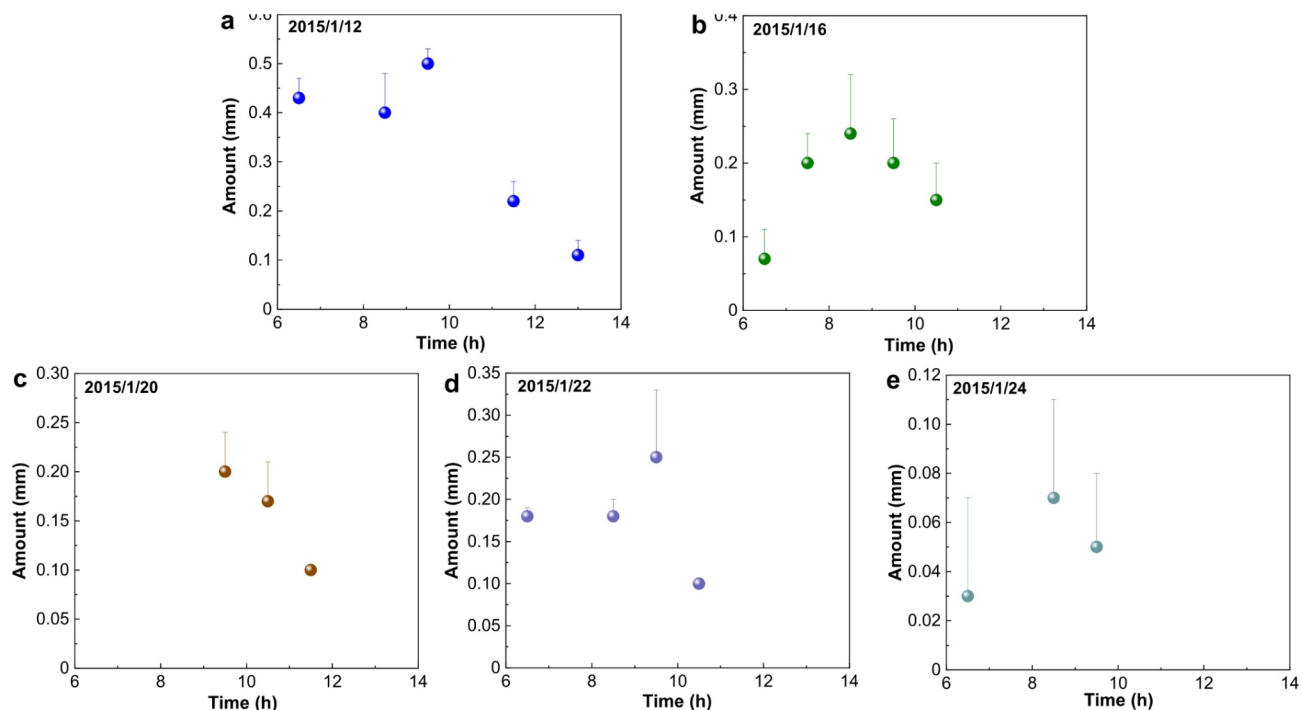 a
2015/1/12
0.8
0.5
0.4
0.3
0.2
0.1
0
Amount (mm)
6 8 10 12 14
Time (h)
b
2015/1/16
0.4
0.3
0.2
0.1
0
Amount (mm)
6 8 10 12 14
Time (h)
c
2015/1/20
0.30
0.25
0.20
0.15
0.10
0.05
0
Amount (mm)
6 8 10 12 14
Time (h)
d
2015/1/22
0.35
0.30
0.25
0.20
0.15
0.10
0.05
0.00
Amount (mm)
6 8 10 12 14
Time (h)
e
2015/1/24
0.12
0.10
0.08
0.06
0.04
0.02
0
Amount (mm)
6 8 10 12 14
Time (h)